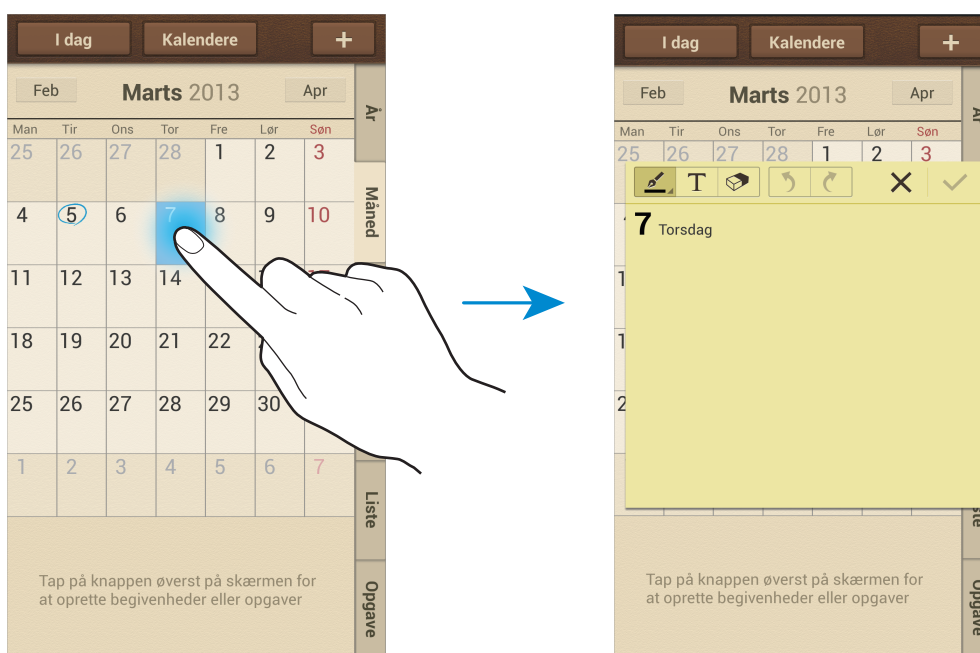 I dag Kalendere +
Feb Marts 2013 Apr
Man Tir Ons Tor Fre Lør Søn
25 26 27 28 1 2 3
4 5 6 7 8 9 10
11 12 13 14
18 19 20 21 22
25 26 27 28 29 30
1 2 3 4 5 6 7
År
Måned
Liste
Opgave
Tap på knappen øverst på skærmen for
at oprette begivenheder eller opgaver
I dag Kalendere +
Feb Marts 2013 Apr
Man Tir Ons Tor Fre Lør Søn
25 26 27 28 1 2 3
T
7 Torsdag
År
Opgave
Tap på knappen øverst på skærmen for
at oprette begivenheder eller opgaver